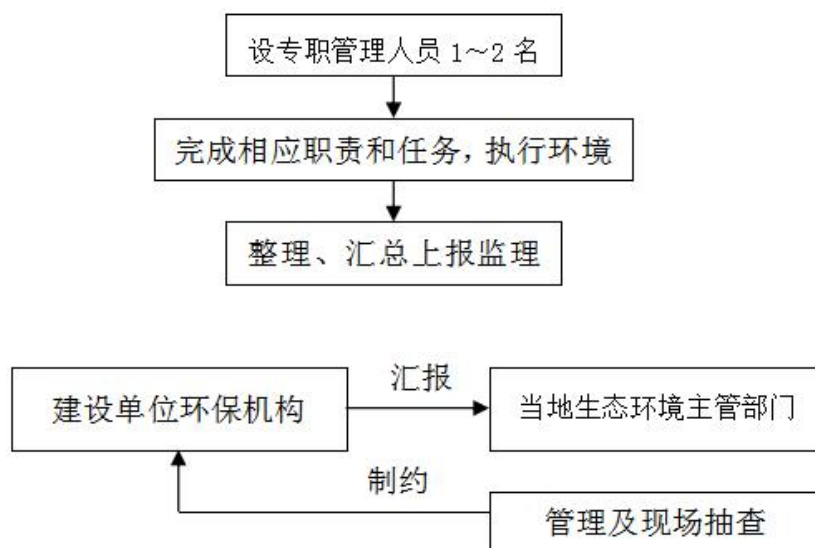 设专职管理人员1～2名
完成相应职责和任务,执行环境
整理、汇总上报监理
汇报
建设单位环保机构
当地生态环境主管部门
制约
管理及现场抽查